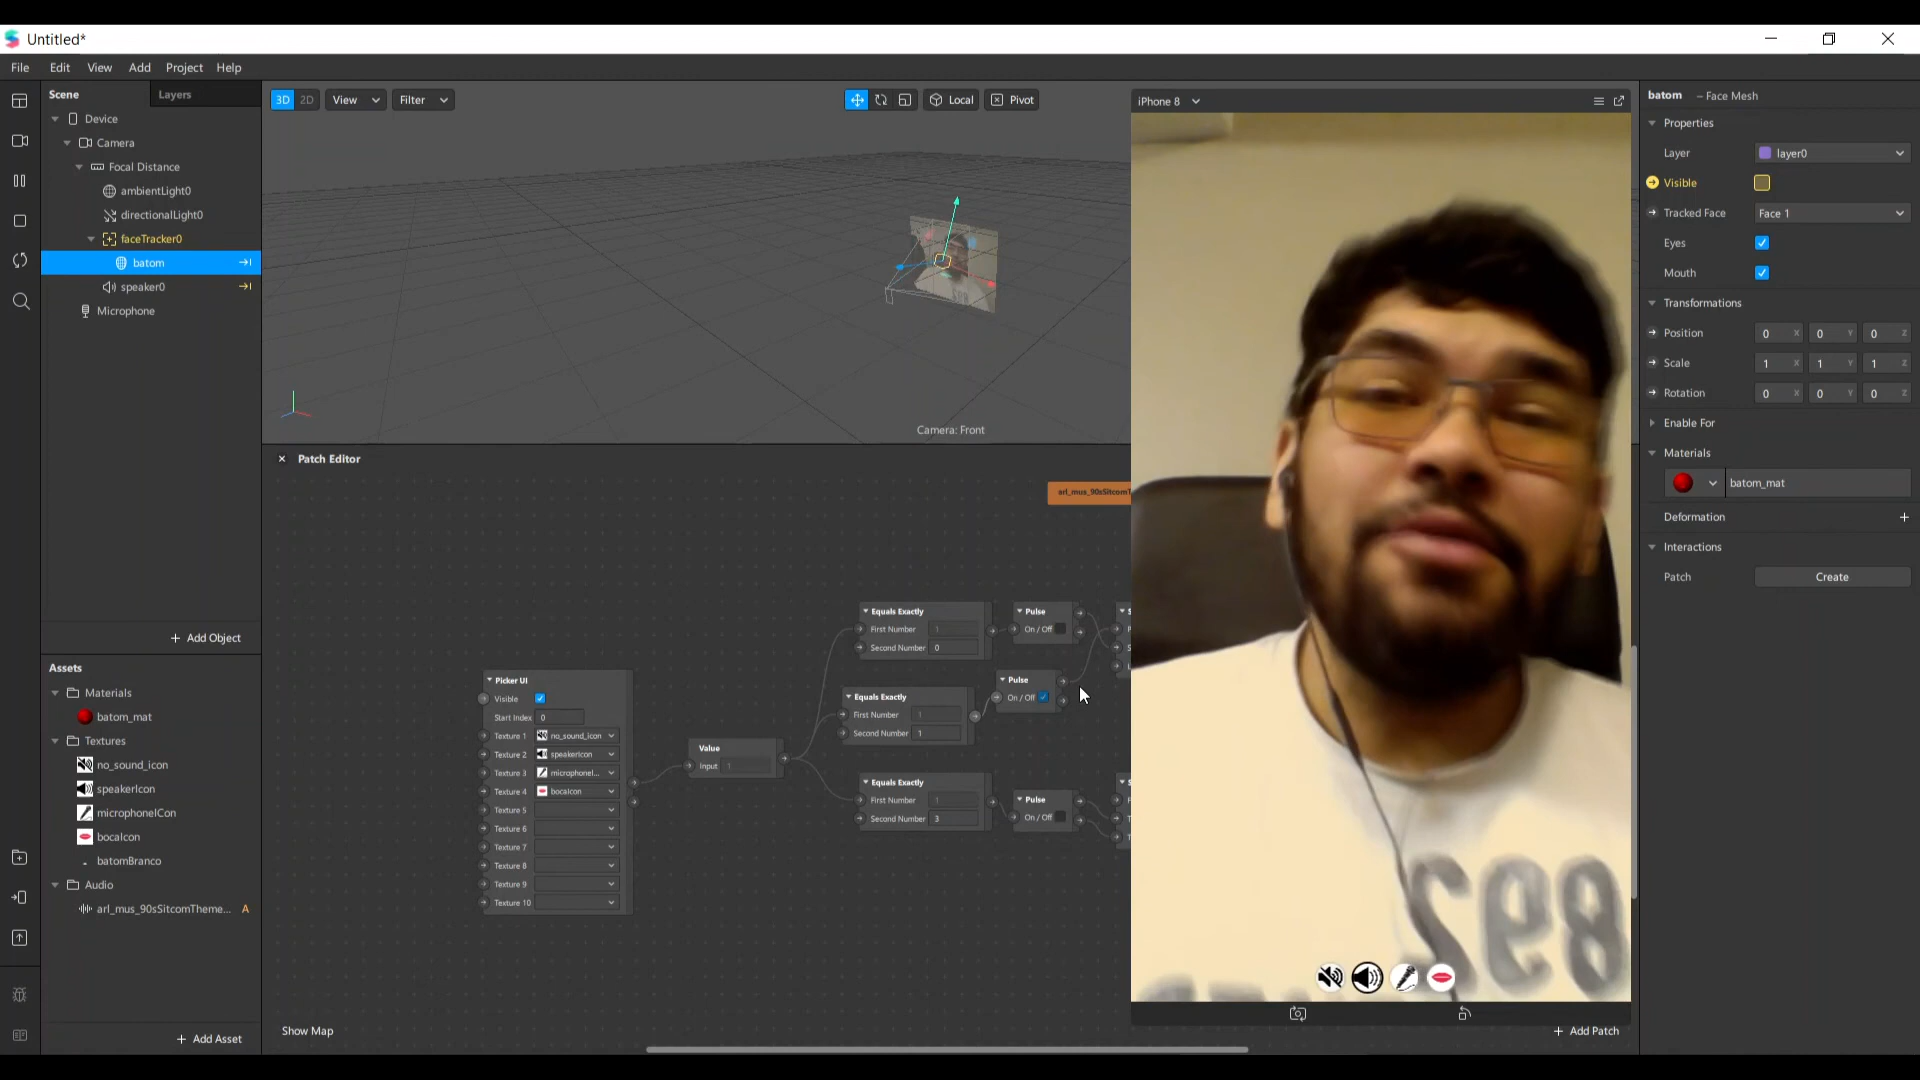 Untitled*
File Edit View Add Project Help
Scene Layers
Device
Camera
Focal Distance
ambientLight0
directionalLight0
faceTracker0
batom
speaker0
Microphone
+ Add Object
Assets
Materials
batom_mat
Textures
no_sound_icon
speakerIcon
microphoneICon
bocaIcon
batomBranco
Audio
arl_mus_90sSitcomTheme... A
+ Add Asset
3D 2D View Filter Local Pivot
Camera: Front
Patch Editor
arl_mus_90sSitcomT
Picker UI
Visible
Start Index 0
Texture 1 no_sound_icon
Texture 2 speakerIcon
Texture 3 microphoneI...
Texture 4 bocaIcon
Texture 5
Texture 6
Texture 7
Texture 8
Texture 9
Texture 10
Value
Input 1
Equals Exactly
First Number 1
Second Number 0
Pulse
On / Off
Equals Exactly
First Number 1
Second Number 1
Pulse
On / Off
Equals Exactly
First Number 1
Second Number 3
Pulse
On / Off
Show Map
+ Add Patch
iPhone 8
batom – Face Mesh
Properties
Layer layer0
Visible
Tracked Face Face 1
Eyes
Mouth
Transformations
Position 0 X 0 Y 0 Z
Scale 1 X 1 Y 1 Z
Rotation 0 X 0 Y 0 Z
Enable For
Materials
batom_mat
Deformation +
Interactions
Patch Create